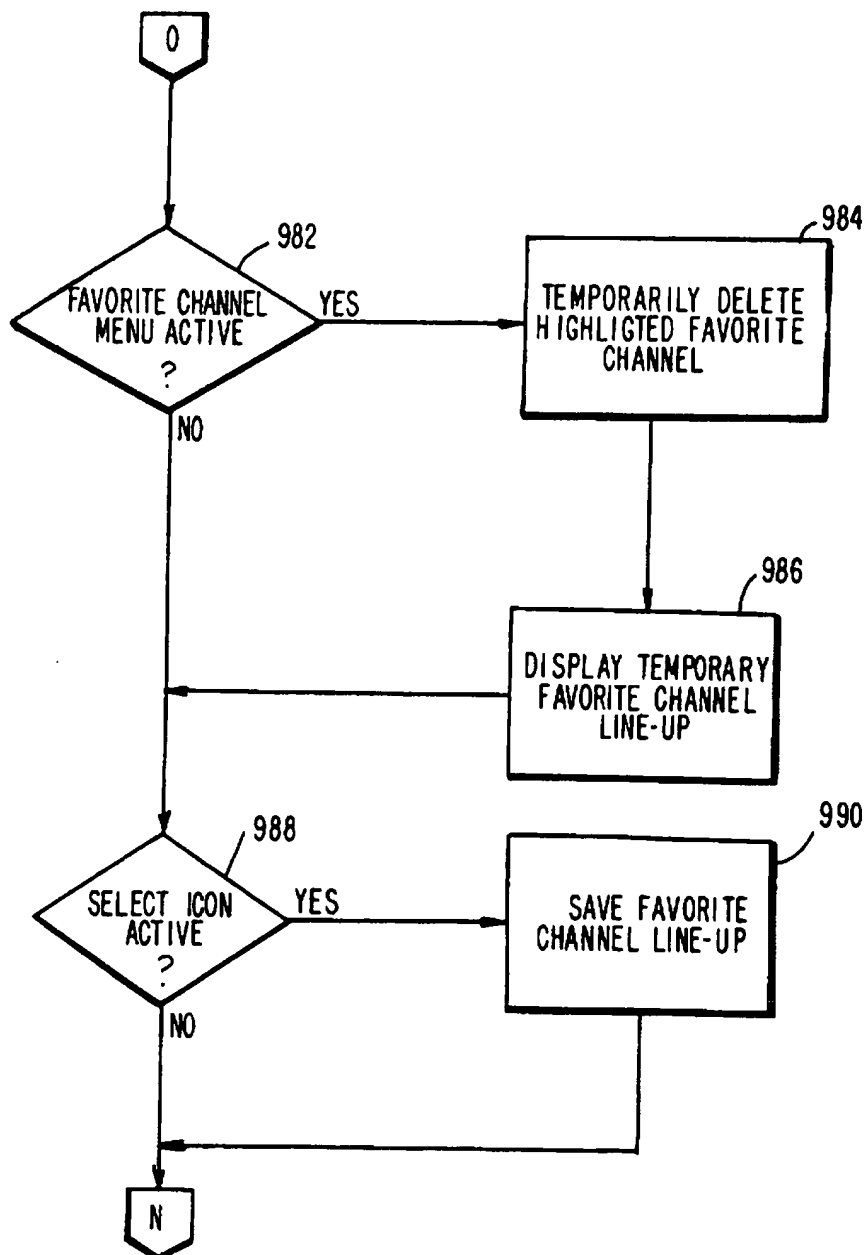 O
982
FAVORITE CHANNEL
MENU ACTIVE
?
YES
NO
984
TEMPORARILY DELETE
HIGHLIGTED FAVORITE
CHANNEL
986
DISPLAY TEMPORARY
FAVORITE CHANNEL
LINE-UP
988
SELECT ICON
ACTIVE
?
YES
NO
990
SAVE FAVORITE
CHANNEL LINE-UP
N